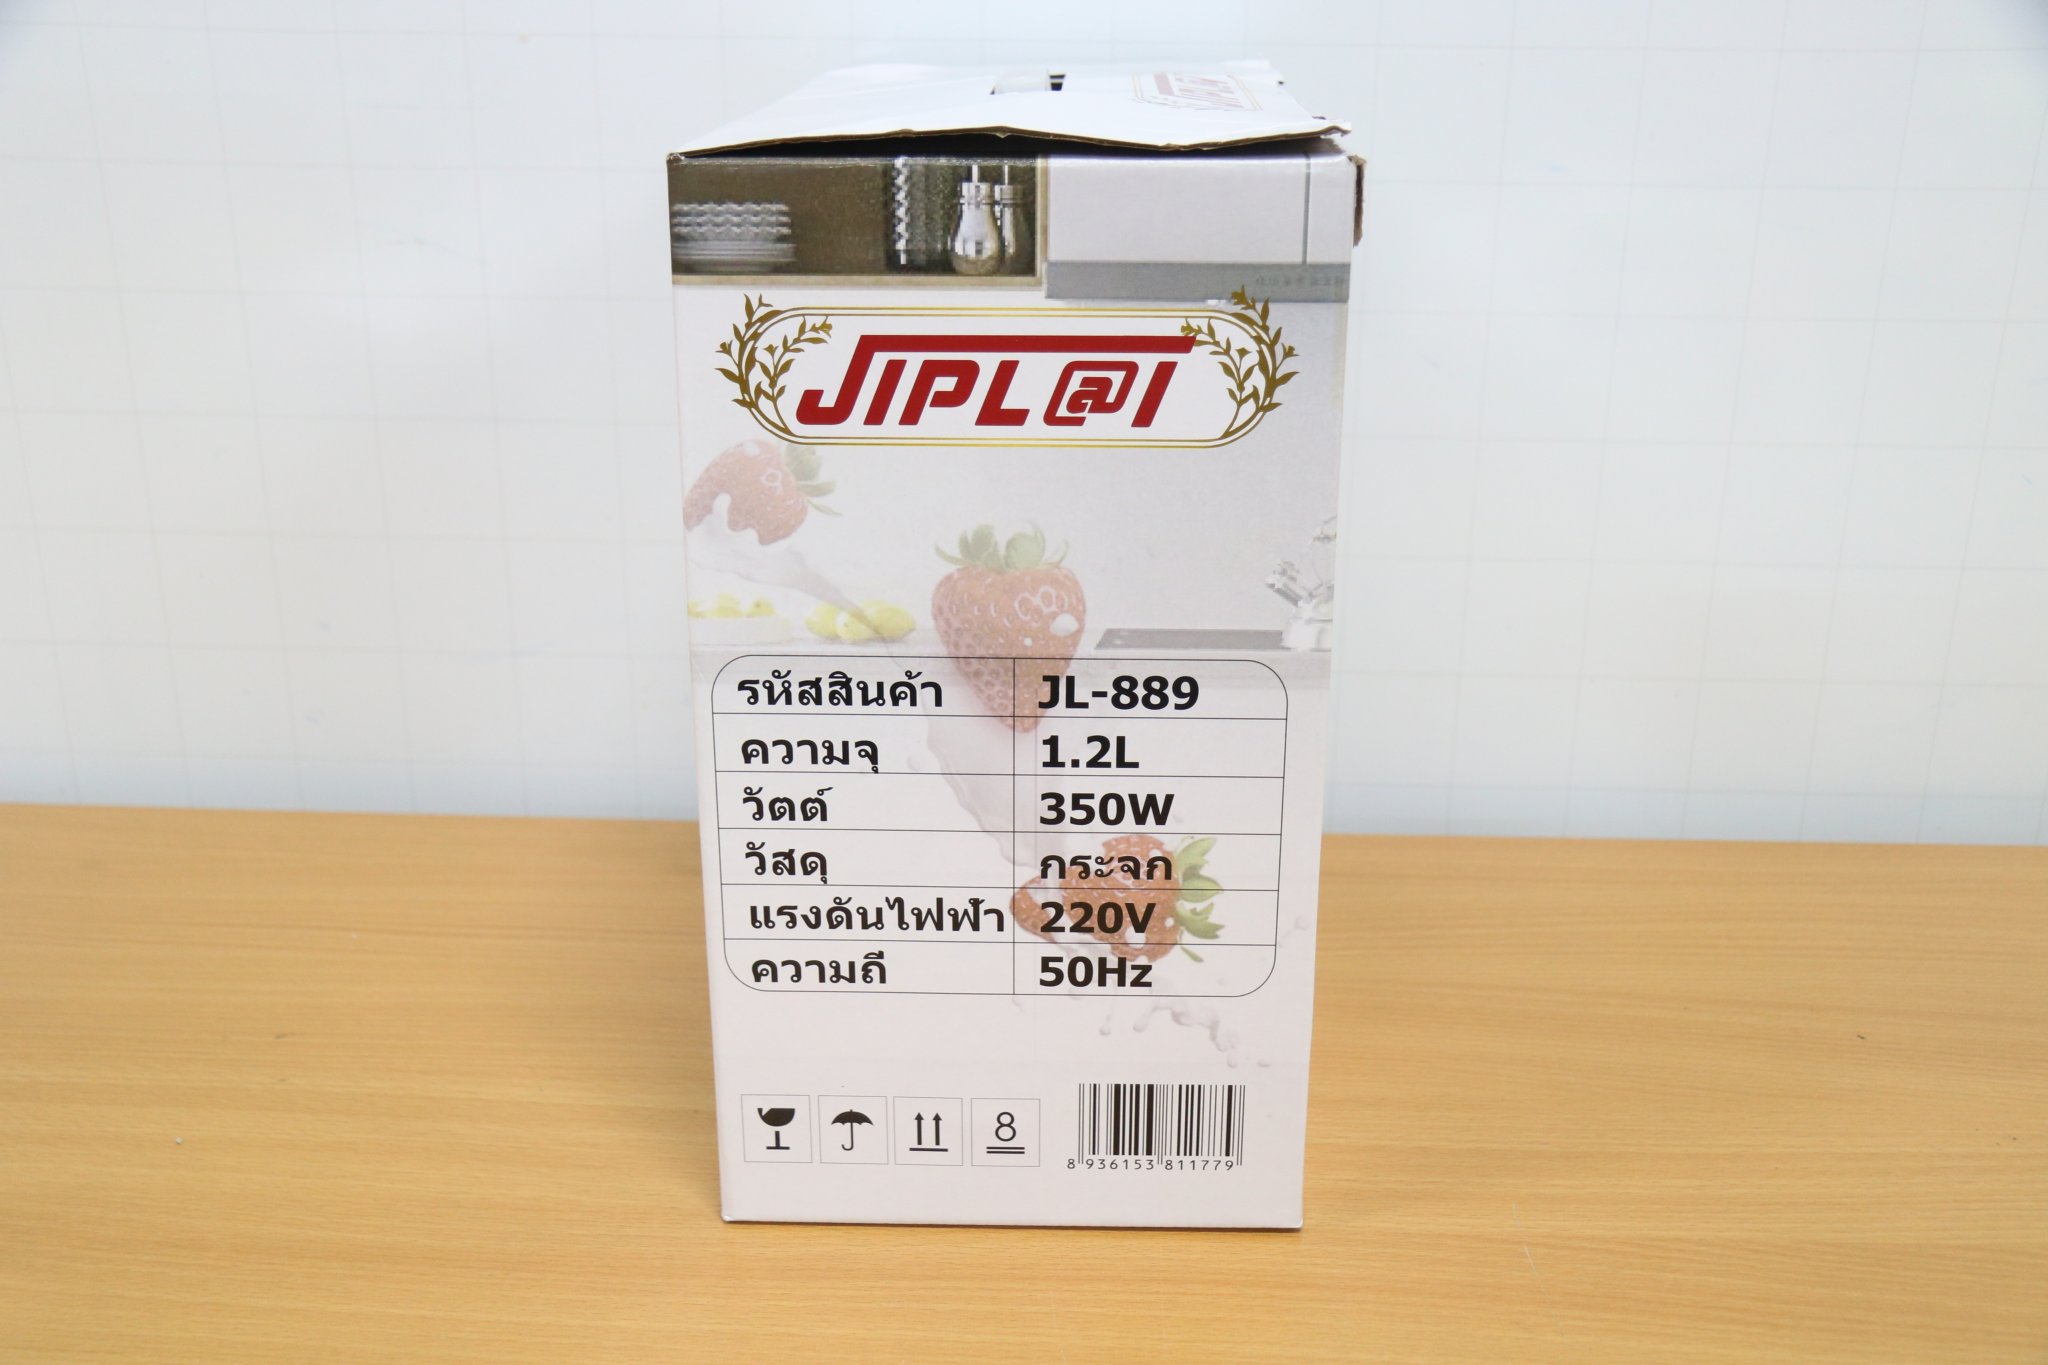 JIPL@I
JIPL@I
รหัสสินค้า JL-889
ความจุ 1.2L
วัตต์ 350W
วัสดุ กระจก
แรงดันไฟฟ้า 220V
ความถี่ 50Hz
8
8 936153 811779